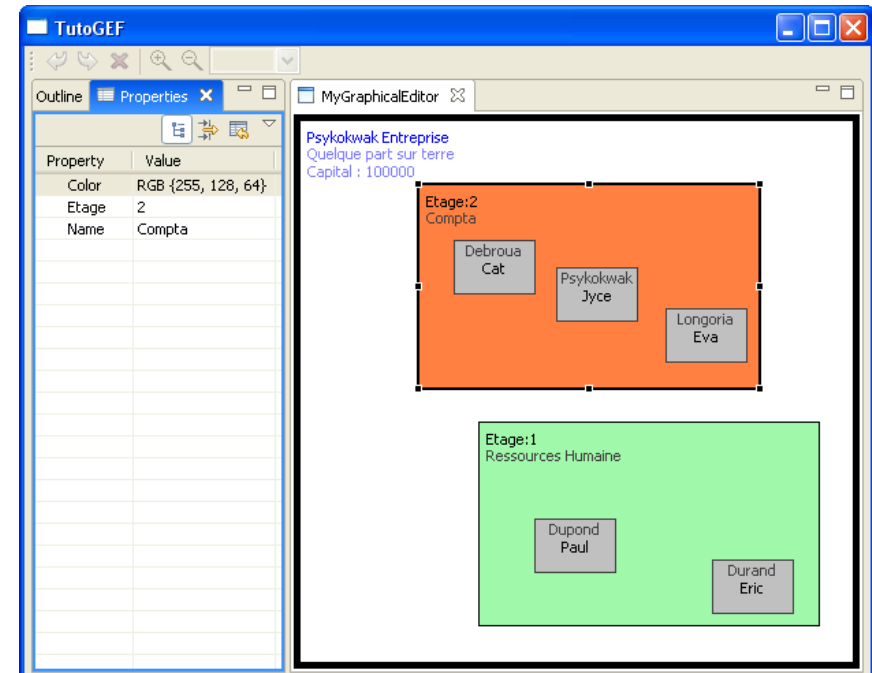 TutoGEF
Outline Properties
Property Value
Color RGB {255, 128, 64}
Etage 2
Name Compta
MyGraphicalEditor
Psykokwak Entreprise
Quelque part sur terre
Capital : 100000
Etage:2
Compta
Debroua
Cat
Psykokwak
Jyce
Longoria
Eva
Etage:1
Ressources Humaine
Dupond
Paul
Durand
Eric